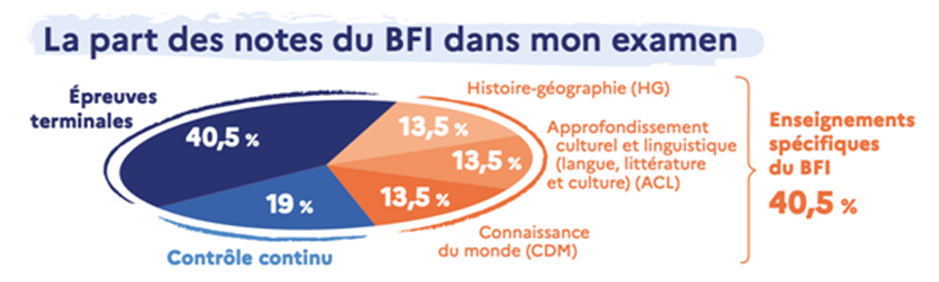 La part des notes du BFI dans mon examen
Épreuves
terminales
40,5 %
19 %
Contrôle continu
13,5 %
13,5 %
13,5 %
Histoire-géographie (HG)
Approfondissement
culturel et linguistique
(langue, littérature
et culture) (ACL)
Connaissance
du monde (CDM)
Enseignements
spécifiques
du BFI
40,5 %